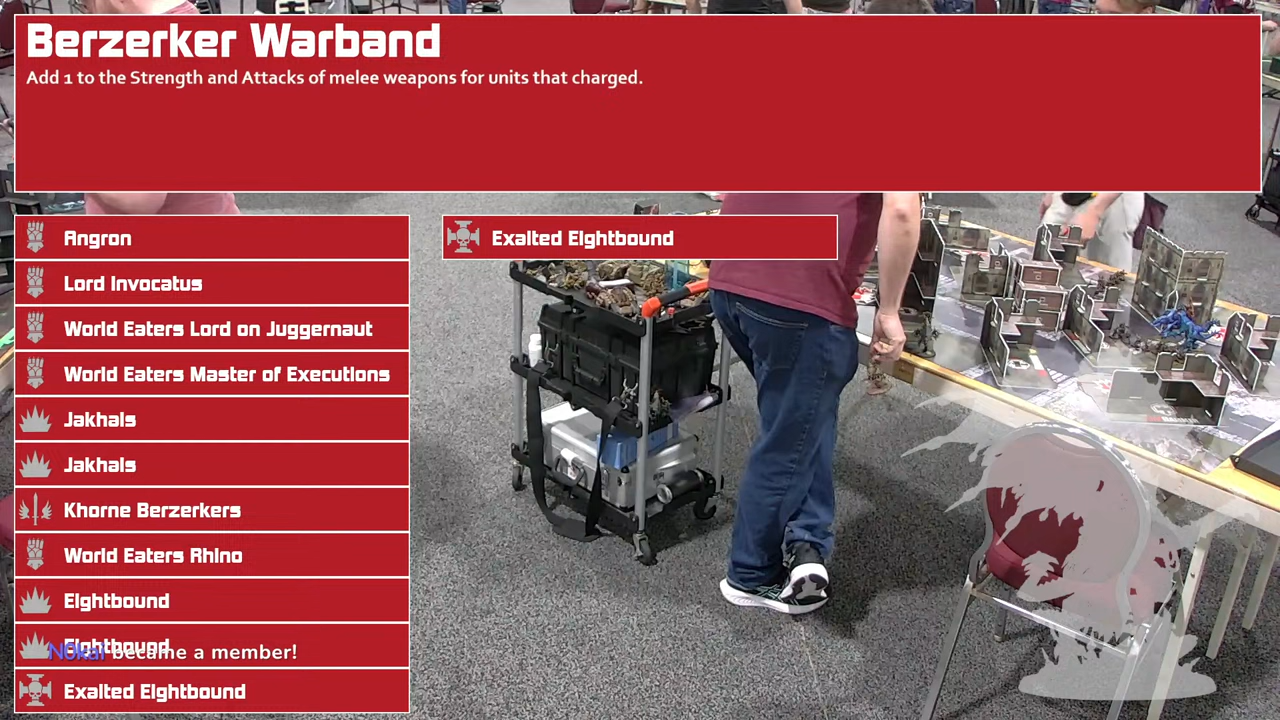 Berzerker Warband
Add 1 to the Strength and Attacks of melee weapons for units that charged.
Angron
Lord Invocatus
World Eaters Lord on Juggernaut
World Eaters Master of Executions
Jakhals
Jakhals
Khorne Berzerkers
World Eaters Rhino
Eightbound
Eightbound
N0kai became a member!
Exalted Eightbound
Exalted Eightbound